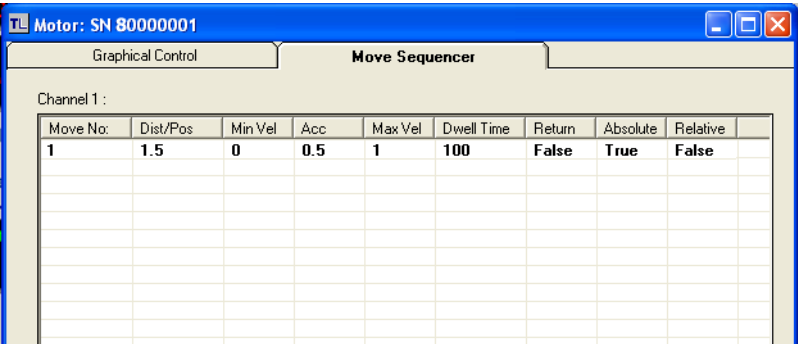 TL Motor: SN 80000001
Graphical Control Move Sequencer
Channel 1 :
Move No: Dist/Pos Min Vel Acc Max Vel Dwell Time Return Absolute Relative
1 1.5 0 0.5 1 100 False True False